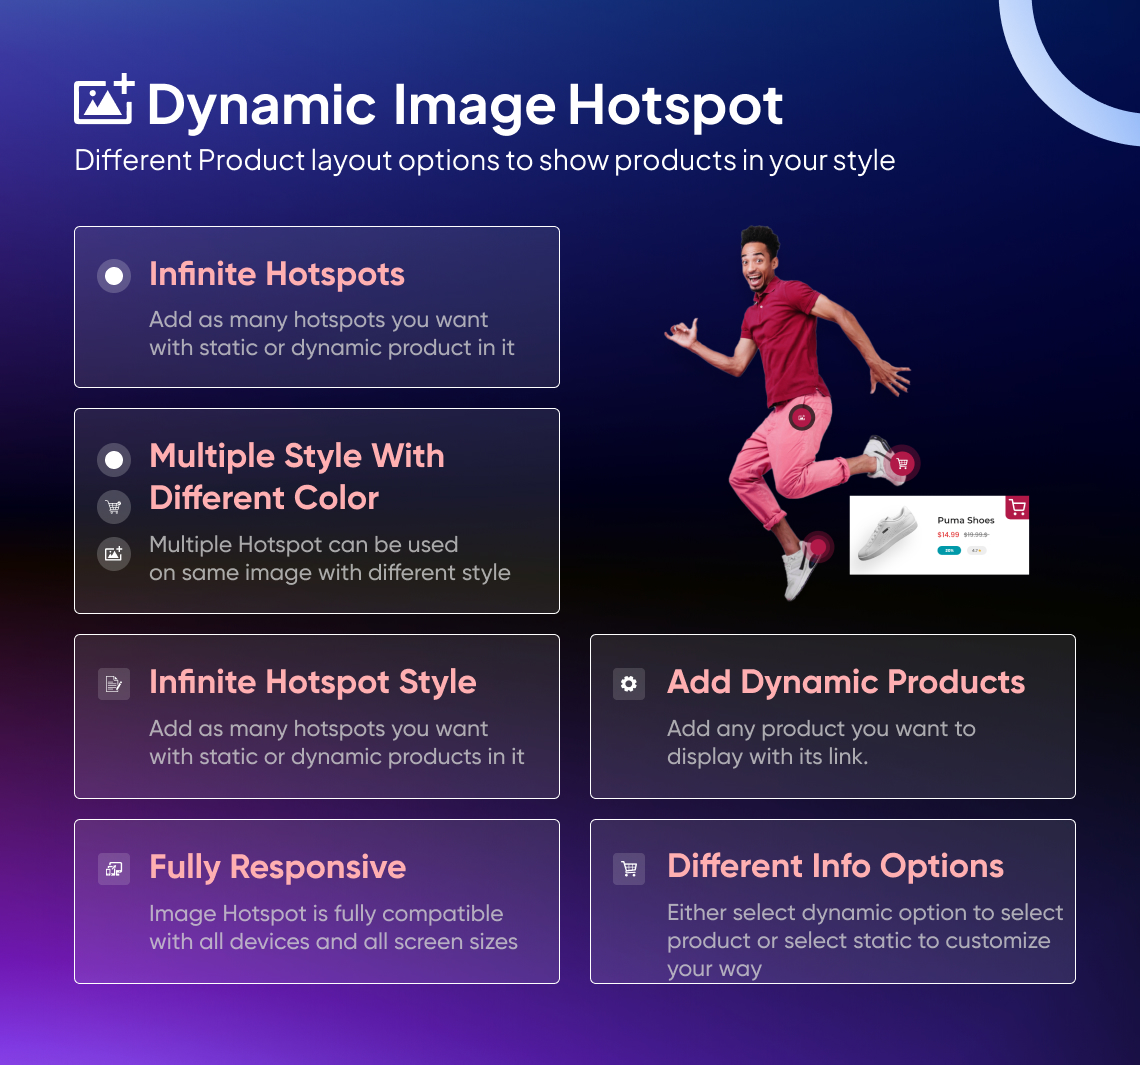 Dynamic Image Hotspot
Different Product layout options to show products in your style
Infinite Hotspots
Add as many hotspots you want
with static or dynamic product in it
Multiple Style With
Different Color
Multiple Hotspot can be used
on same image with different style
Puma Shoes
$14.99 $19.99.$
20%
Infinite Hotspot Style
Add as many hotspots you want
with static or dynamic products in it
Add Dynamic Products
Add any product you want to
display with its link.
Fully Responsive
Image Hotspot is fully compatible
with all devices and all screen sizes
Different Info Options
Either select dynamic option to select
product or select static to customize
your way